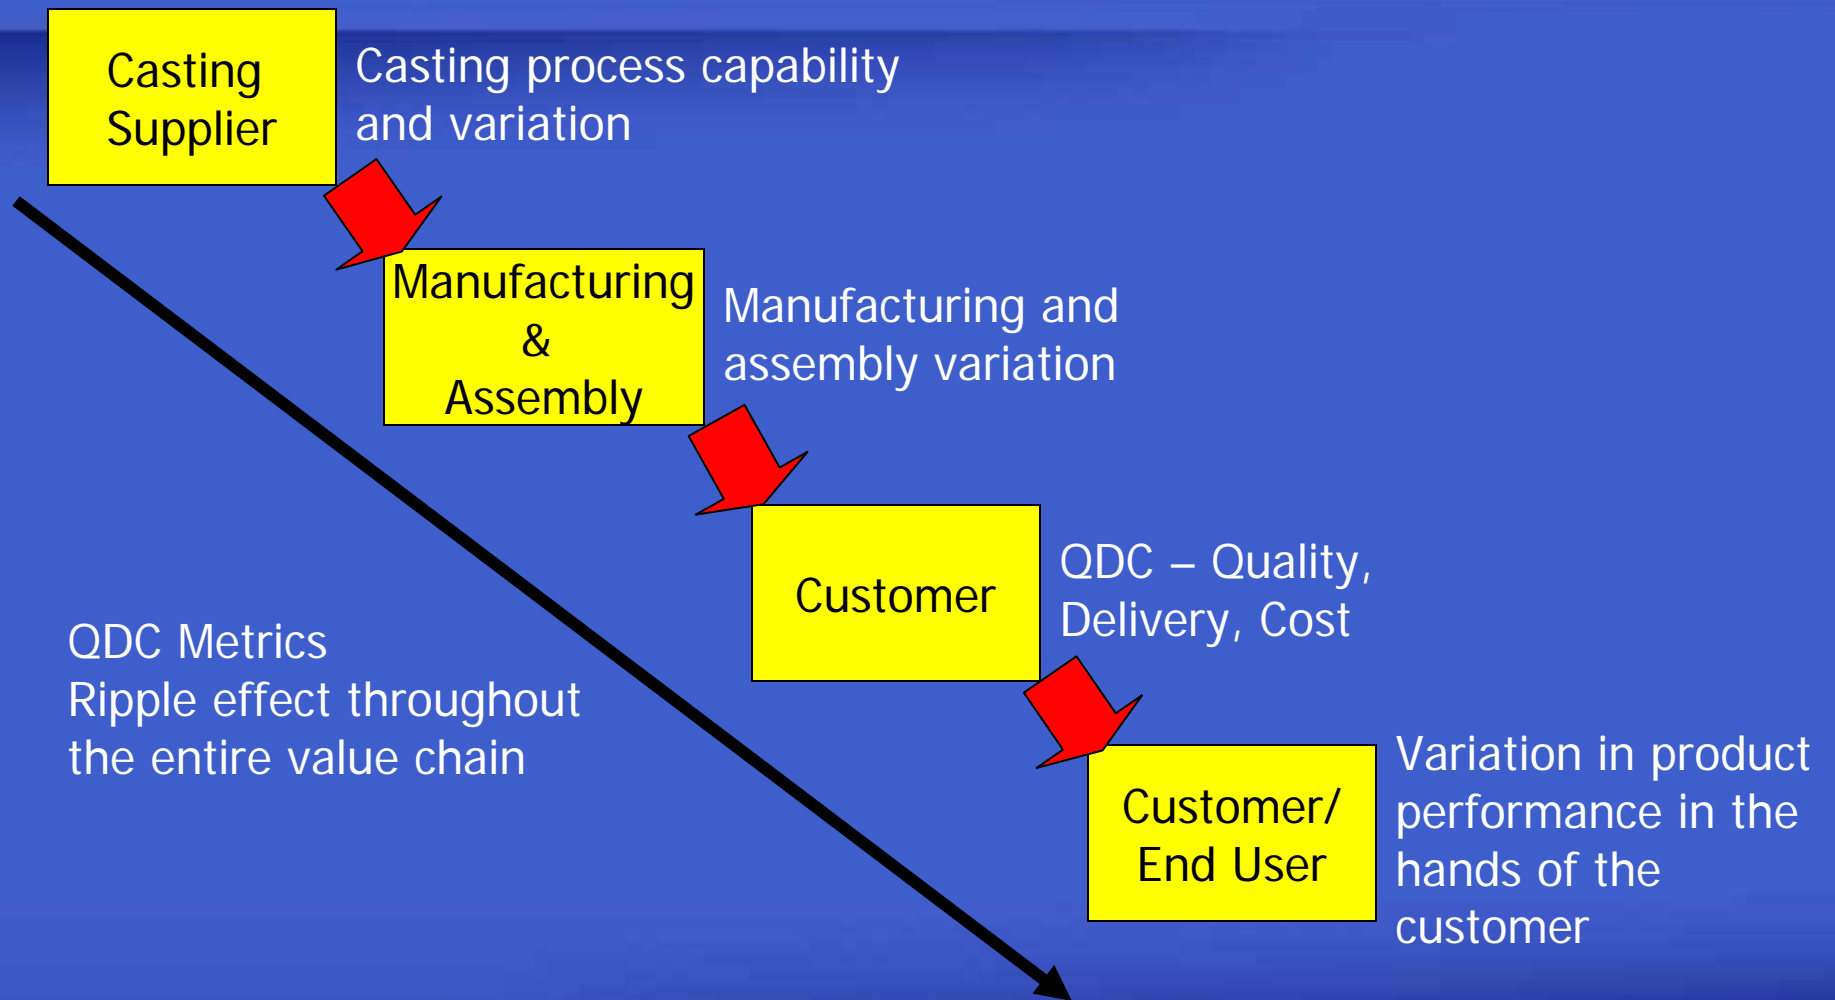 Casting
Supplier
Casting process capability
and variation
Manufacturing
&
Assembly
Manufacturing and
assembly variation
Customer
QDC – Quality,
Delivery, Cost
QDC Metrics
Ripple effect throughout
the entire value chain
Customer/
End User
Variation in product
performance in the
hands of the
customer